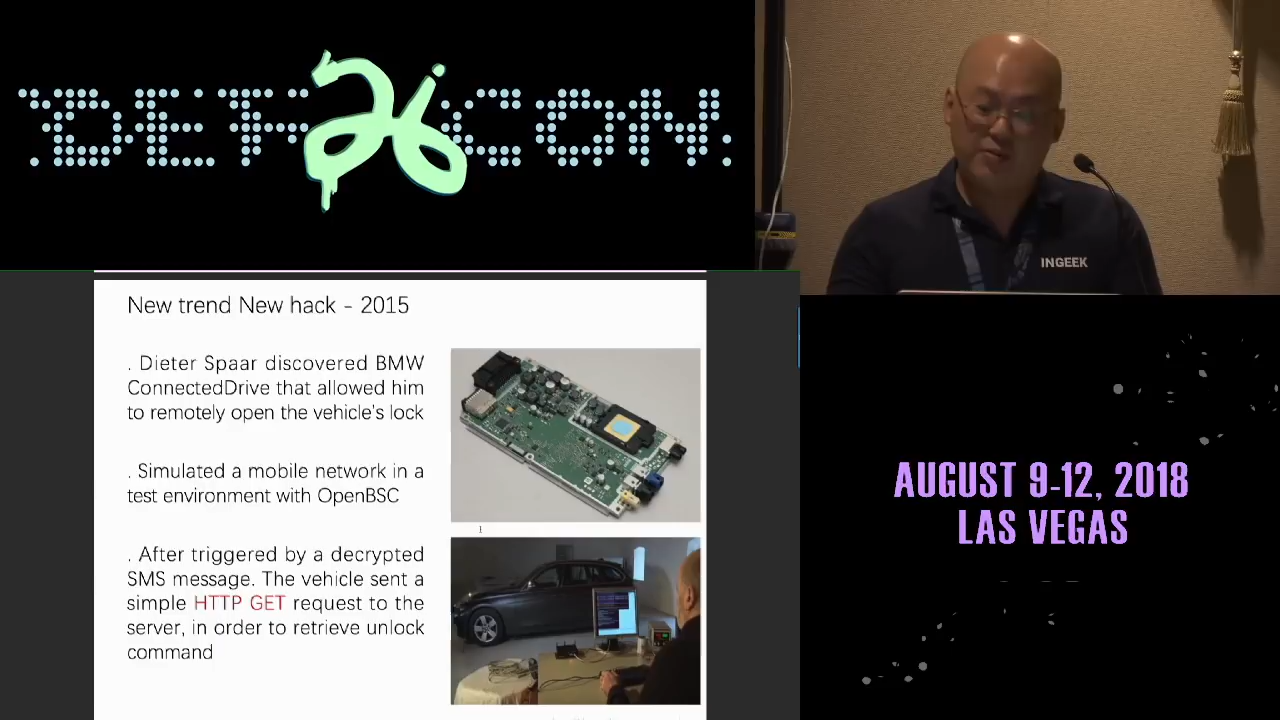 DEF 26 CON
INGEEK
New trend New hack - 2015
. Dieter Spaar discovered BMW
ConnectedDrive that allowed him
to remotely open the vehicle's lock
. Simulated a mobile network in a
test environment with OpenBSC
. After triggered by a decrypted
SMS message. The vehicle sent a
simple HTTP GET request to the
server, in order to retrieve unlock
command
AUGUST 9-12, 2018
LAS VEGAS